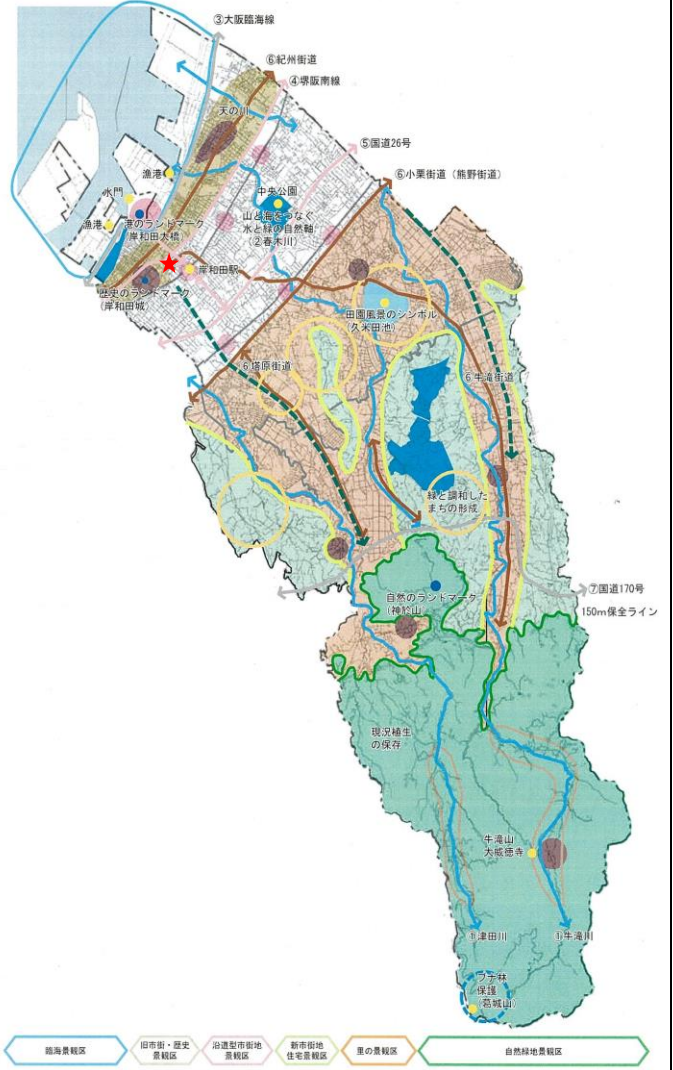 ③大阪臨海線
⑥紀州街道
④堺阪南線
天の川
⑤国道26号
漁港
⑥小栗街道（熊野街道）
水門
中央公園
漁港
港のランドマーク
岸和田大橋
山と海をつなぐ
水と緑の自然軸
（②春木川）
岸和田駅
歴史のランドマーク
（岸和田城）
田園風景のシンボル
（久米田池）
⑥塔原街道
⑥牛滝街道
緑と調和した
まちの形成
⑦国道170号
自然のランドマーク
（神於山）
150m保全ライン
現況植生
の保存
牛滝山
大威徳寺
①津田川
①牛滝川
ブナ林
保護
（葛城山）
臨海景観区
旧市街・歴史
景観区
沿道型市街地
景観区
新市街地
住宅景観区
里の景観区
自然緑地景観区